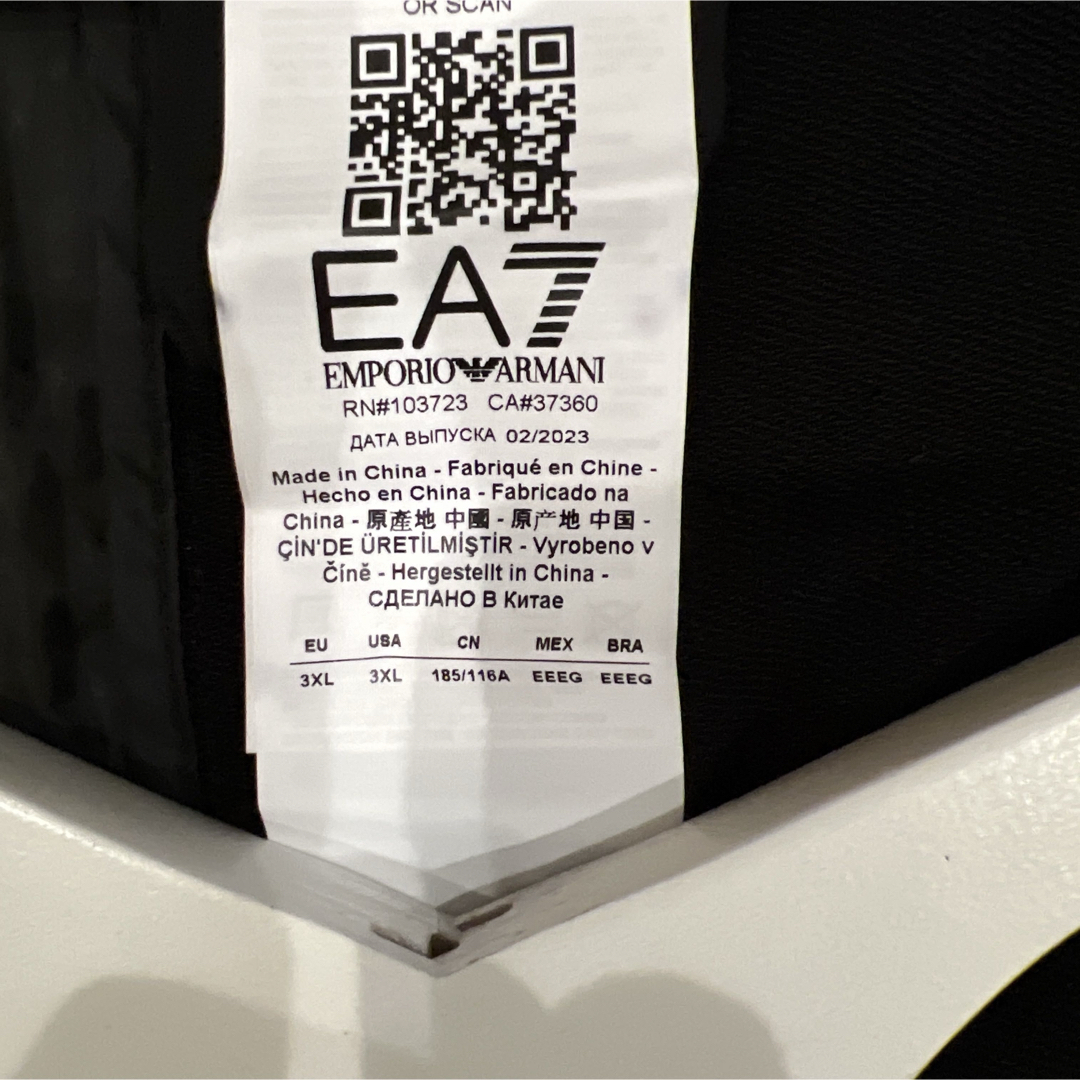 OR SCAN
EA7
EMPORIO ARMANI
RN#103723 CA#37360
ДАТА ВЫПУСКА 02/2023
Made in China - Fabriqué en Chine -
Hecho en China - Fabricado na
China - 原產地 中國 - 原产地 中国 -
ÇİN'DE ÜRETİLMİŞTİR - Vyrobeno v
Číně - Hergestellt in China -
СДЕЛАНО В Китае
EU USA CN MEX BRA
3XL 3XL 185/116A EEEG EEEG